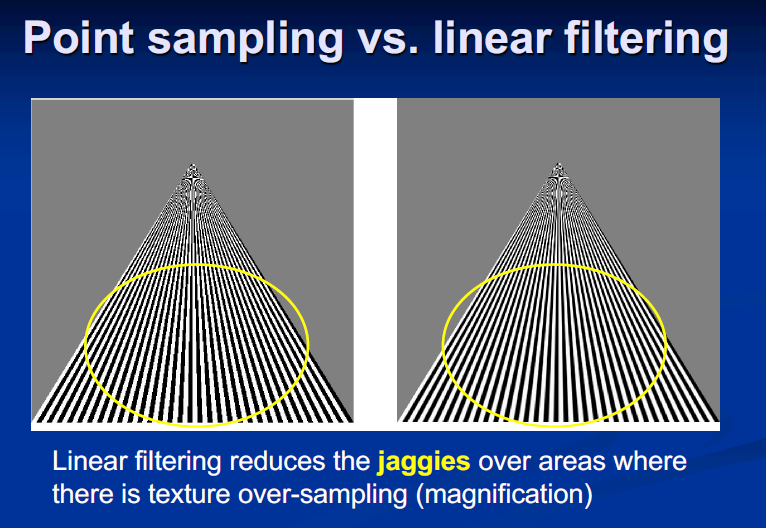 Point sampling vs. linear filtering
Linear filtering reduces the jaggies over areas where
there is texture over-sampling (magnification)